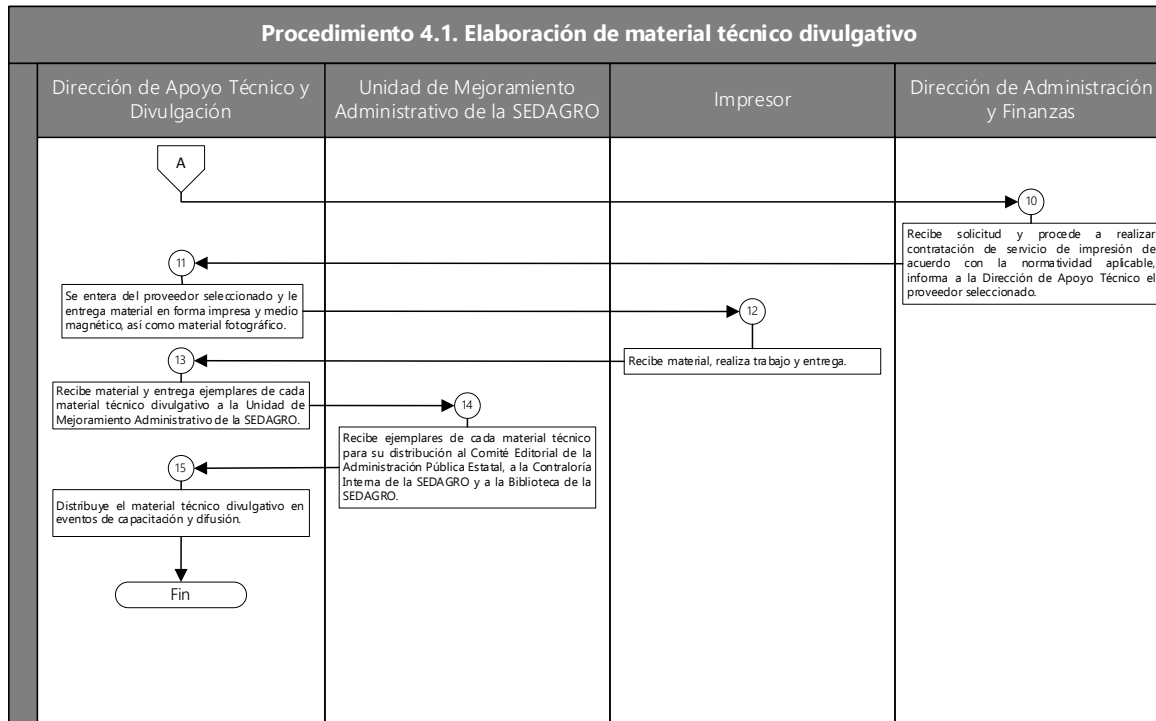 Procedimiento 4.1. Elaboración de material técnico divulgativo
Dirección de Apoyo Técnico y
Divulgación
Unidad de Mejoramiento
Administrativo de la SEDAGRO
Impresor
Dirección de Administración
y Finanzas
A
10
Recibe solicitud y procede a realizar
contratación de servicio de impresión de
acuerdo con la normatividad aplicable,
informa a la Dirección de Apoyo Técnico el
proveedor seleccionado.
11
Se entera del proveedor seleccionado y le
entrega material en forma impresa y medio
magnético, así como material fotográfico.
12
Recibe material, realiza trabajo y entrega.
13
Recibe material y entrega ejemplares de cada
material técnico divulgativo a la Unidad de
Mejoramiento Administrativo de la SEDAGRO.
14
Recibe ejemplares de cada material técnico
para su distribución al Comité Editorial de la
Administración Pública Estatal, a la Contraloría
Interna de la SEDAGRO y a la Biblioteca de la
SEDAGRO.
15
Distribuye el material técnico divulgativo en
eventos de capacitación y difusión.
Fin